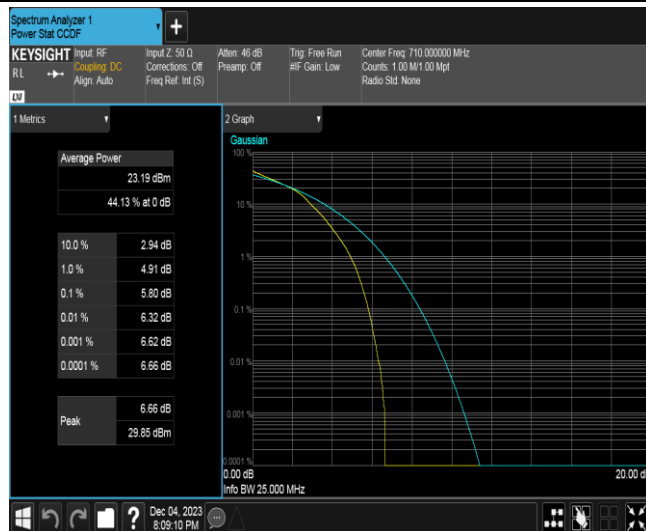 Spectrum Analyzer 1
Power Stat CCDF
KEYSIGHT
RL
Input: RF
Coupling: DC
Align: Auto
Input Z: 50 Ω
Corrections: Off
Freq Ref: Int (S)
Atten: 46 dB
Preamp: Off
Trig: Free Run
#IF Gain: Low
Center Freq: 710.000000 MHz
Counts: 1.00 M/1.00 Mpt
Radio Std: None
1 Metrics
Average Power
23.19 dBm
44.13 % at 0 dB
10.0 % 2.94 dB
1.0 % 4.91 dB
0.1 % 5.80 dB
0.01 % 6.32 dB
0.001 % 6.62 dB
0.0001 % 6.66 dB
Peak
6.66 dB
29.85 dBm
2 Graph
Gaussian
100 %
10 %
1 %
0.1 %
0.01 %
0.001 %
0.0001 %
0.00 dB
20.00 d
Info BW 25.000 MHz
Dec 04, 2023
8:09:10 PM